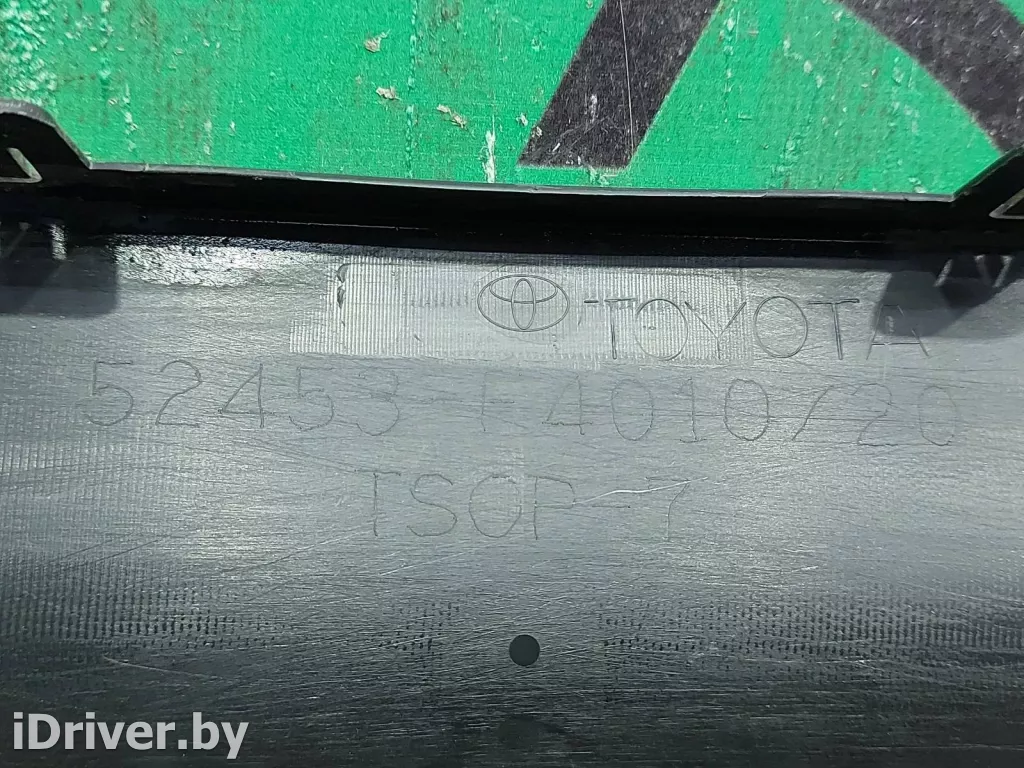 TOYOTA
52453-F4010/20
TSOP-7
iDriver.by